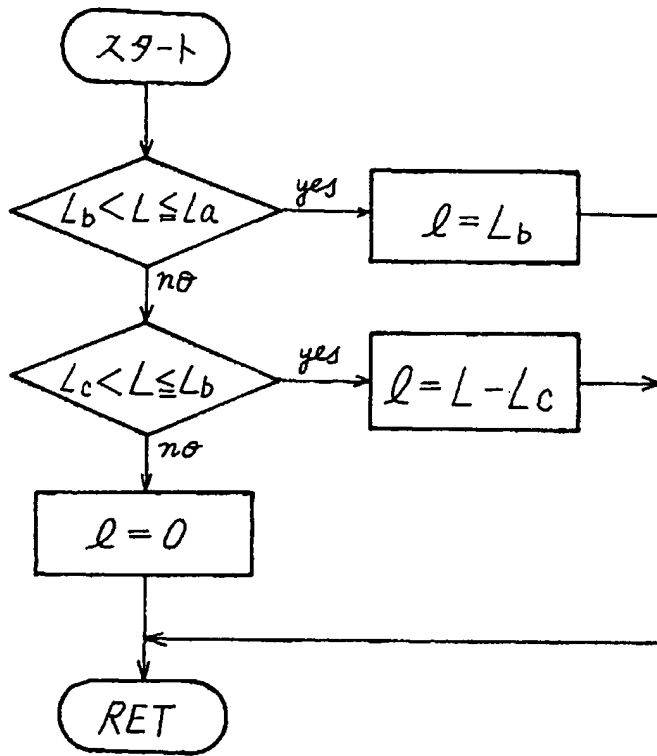 スタート
Lb<L≦La
yes
l=Lb
no
Lc<L≦Lb
yes
l=L-Lc
no
l=0
RET